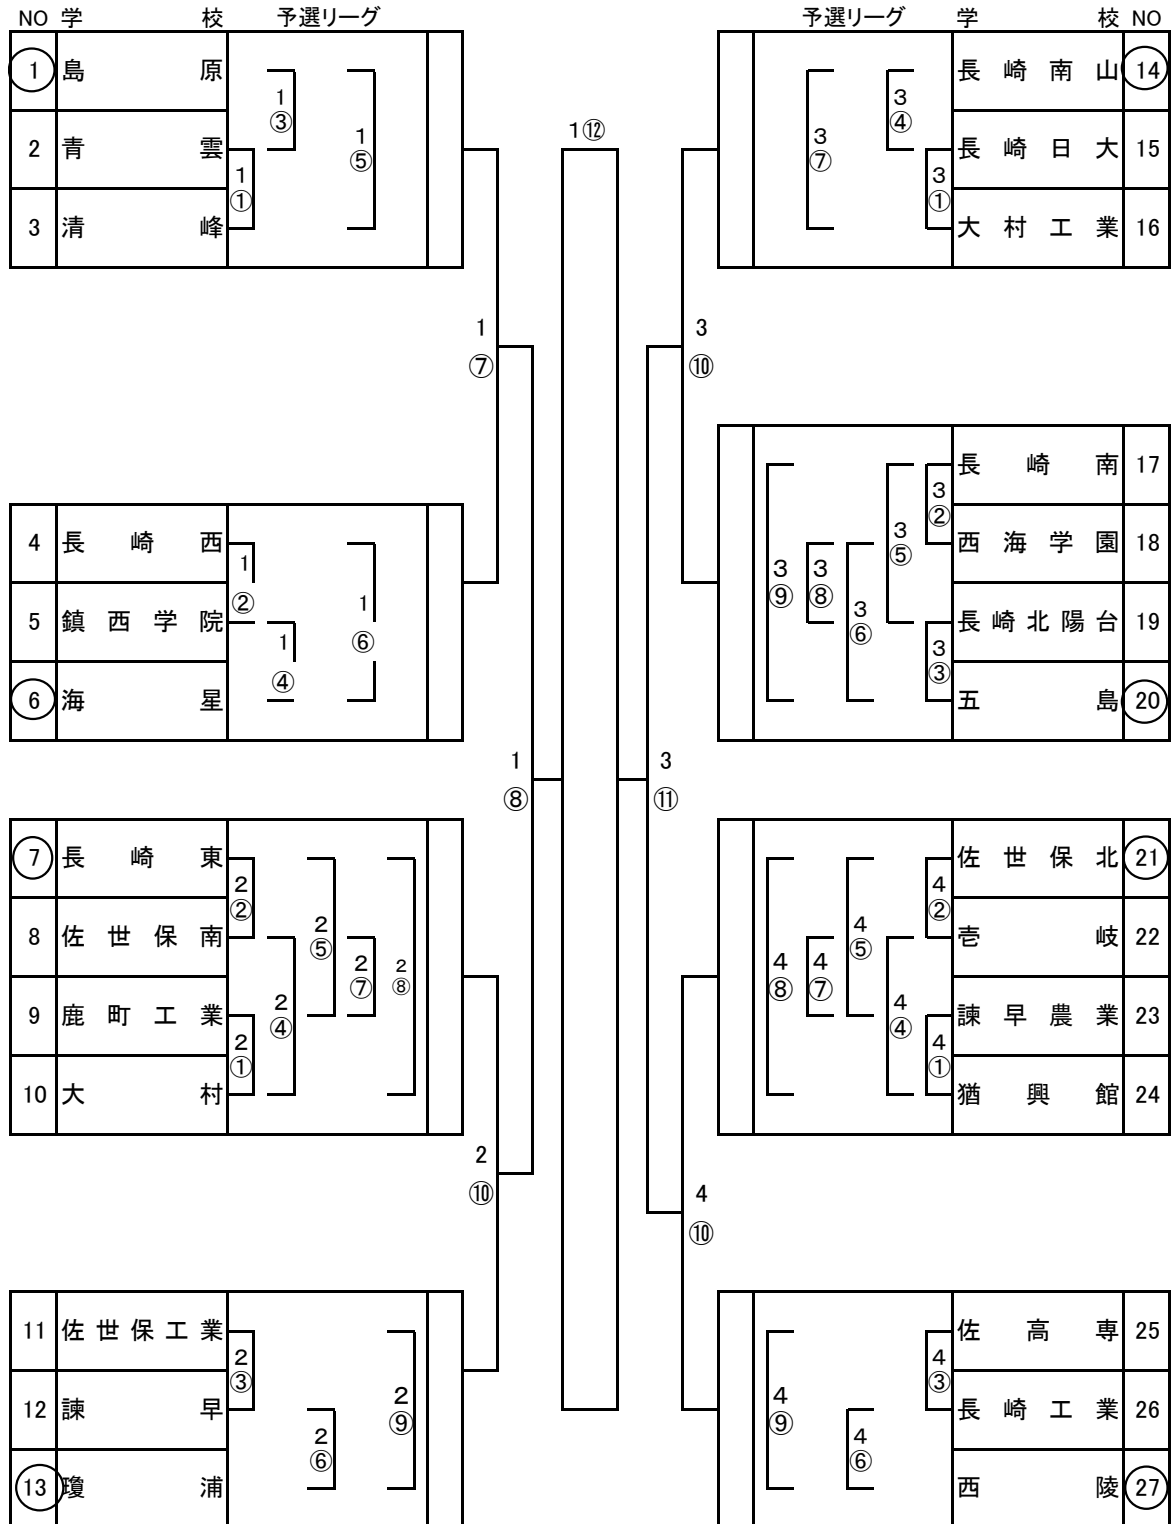 NO 学 校 予選リーグ 予選リーグ 学 校 NO
1 島原
1 ③
1 ⑤
2 青雲
1 ①
3 清峰
1 ⑦
4 長崎西
1 ②
5 鎮西学院
1 ④
1 ⑥
6 海星
1 ⑧
7 長崎東
2 ②
8 佐世保南
2 ⑤
2 ⑦
2 ⑧
9 鹿町工業
2 ④
2 ①
10 大村
2 ⑩
11 佐世保工業
2 ③
12 諫早
2 ⑨
2 ⑥
13 瓊浦
1⑫
長崎南山 14
3 ④
3 ⑦
長崎日大 15
3 ①
大村工業 16
3 ⑩
長崎南 17
3 ②
西海学園 18
3 ⑤
3 ⑨
3 ⑧
3 ⑥
長崎北陽台 19
3 ③
五島 20
3 ⑪
佐世保北 21
4 ②
壱岐 22
4 ⑤
4 ⑧
4 ⑦
諫早農業 23
4 ④
4 ①
猶興館 24
4 ⑩
佐高専 25
4 ③
長崎工業 26
4 ⑨
4 ⑥
西陵 27